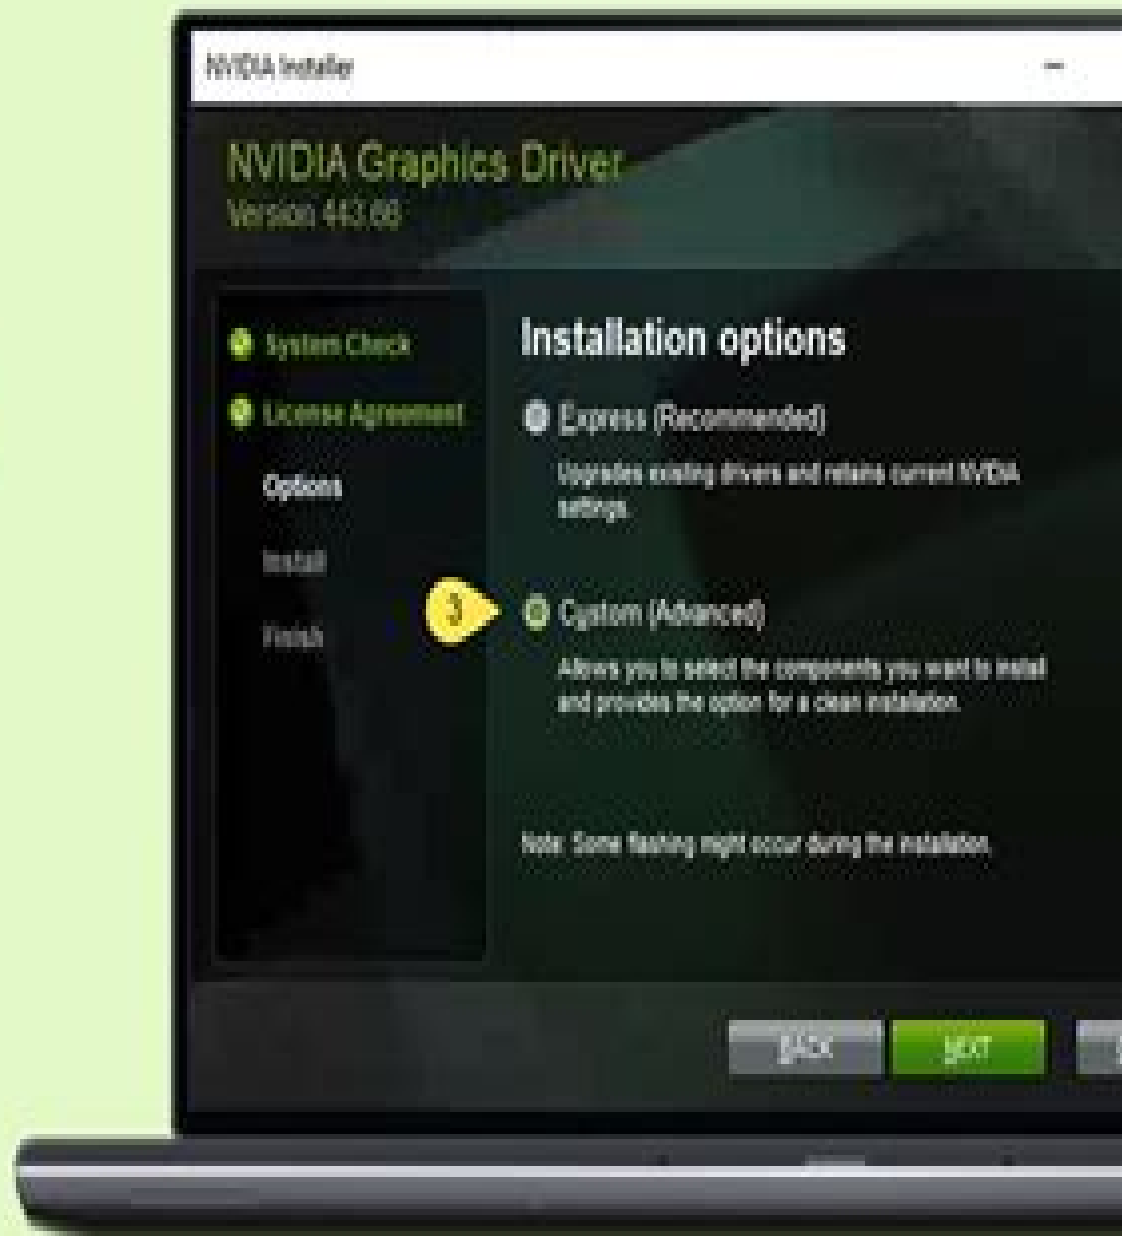 NVIDIA Installer
NVIDIA Graphics Driver
Version 443.66
System Check
License Agreement
Options
Install
Finish
Installation options
Express (Recommended)
Upgrades existing drivers and retains current NVIDIA
settings.
3
Custom (Advanced)
Allows you to select the components you want to install
and provides the option for a clean installation.
Note: Some flashing might occur during the installation.
BACK
NEXT